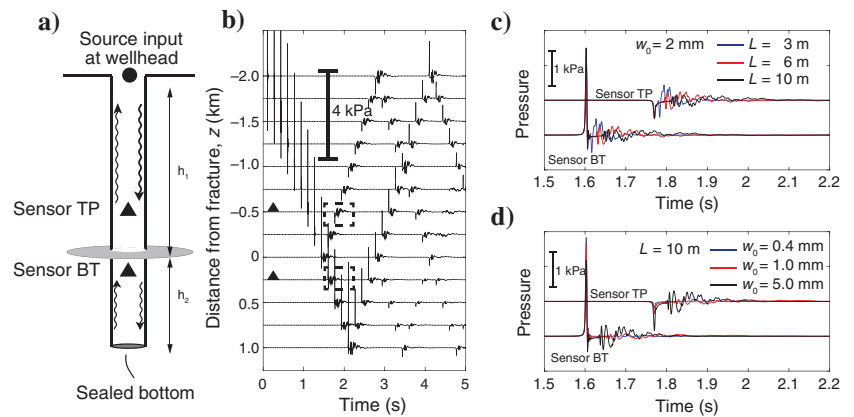 a)
Source input
at wellhead
h1
Sensor TP
Sensor BT
h2
Sealed bottom
b)
Distance from fracture, z (km)
−2.0
−1.5
−1.0
−0.5
0
0.5
1.0
4 kPa
0 1 2 3 4 5
Time (s)
c)
Pressure
1 kPa
w0 = 2 mm
L = 3 m
L = 6 m
L = 10 m
Sensor TP
Sensor BT
1.5 1.6 1.7 1.8 1.9 2.0 2.1 2.2
Time (s)
d)
Pressure
1 kPa
L = 10 m
w0 = 0.4 mm
w0 = 1.0 mm
w0 = 5.0 mm
Sensor TP
Sensor BT
1.5 1.6 1.7 1.8 1.9 2.0 2.1 2.2
Time (s)